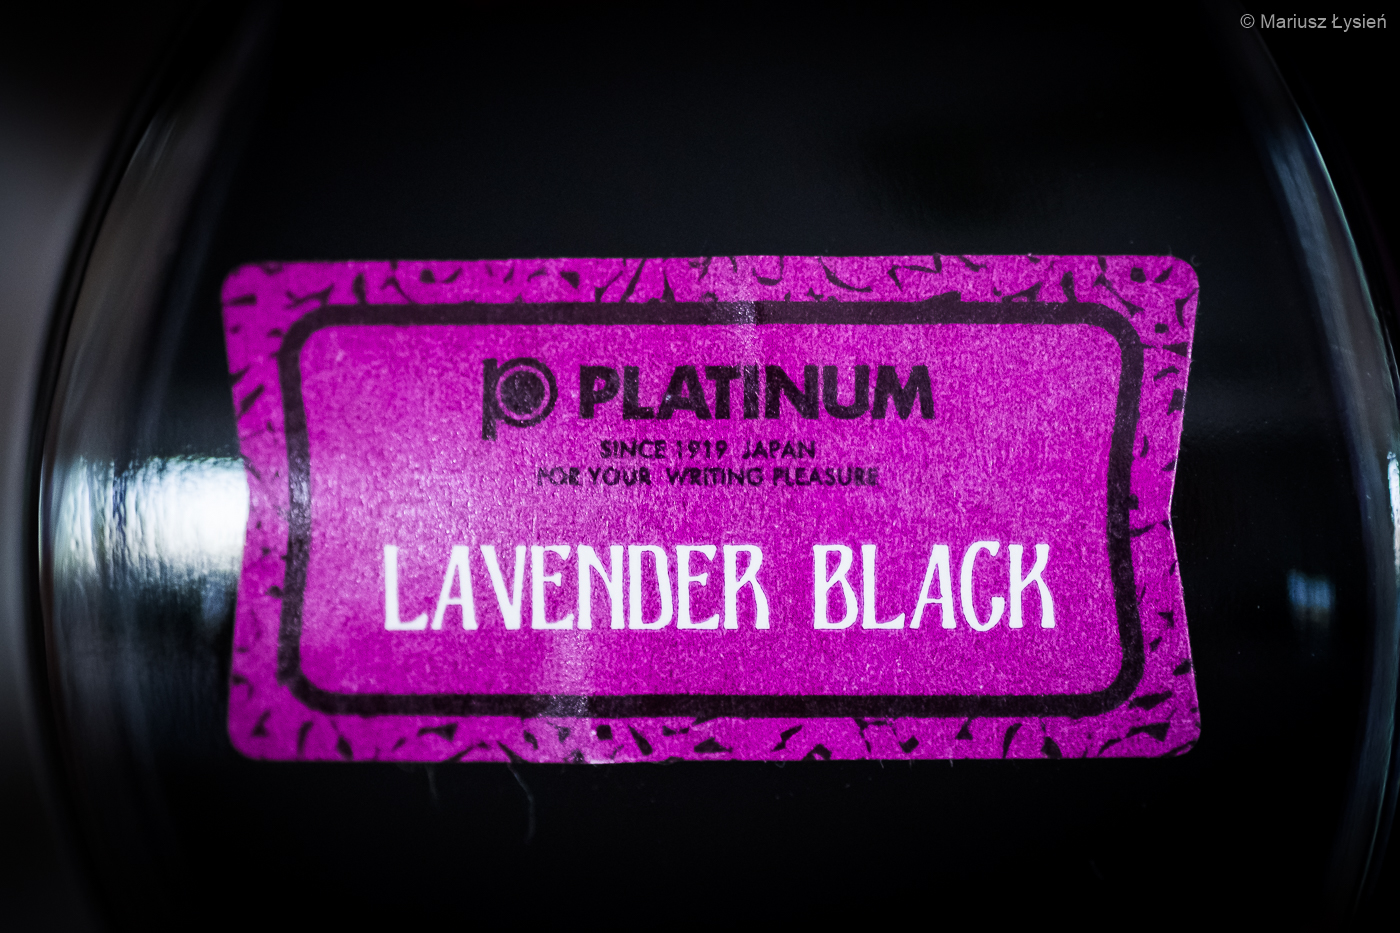 © Mariusz Łysień
PLATINUM
SINCE 1919 JAPAN
FOR YOUR WRITING PLEASURE
LAVENDER BLACK